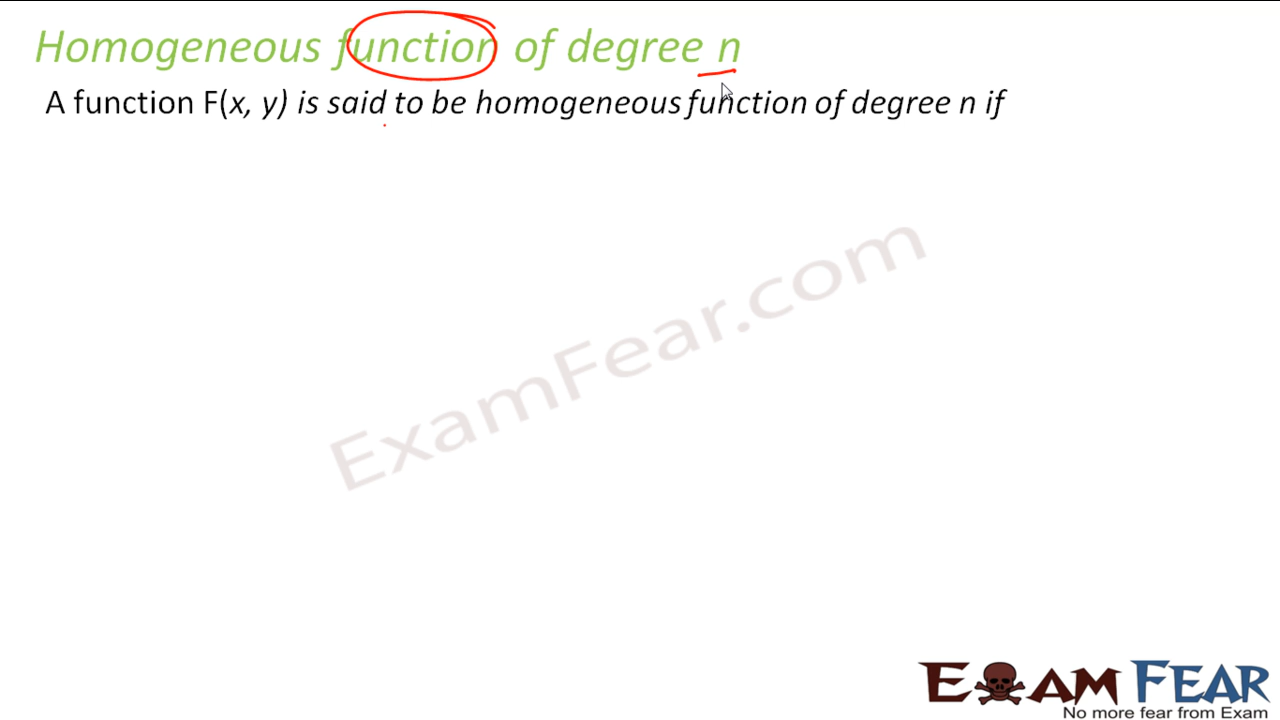 Homogeneous function of degree n
A function F(x, y) is said to be homogeneous function of degree n if
ExamFear.com
EXAM FEAR
No more fear from Exam